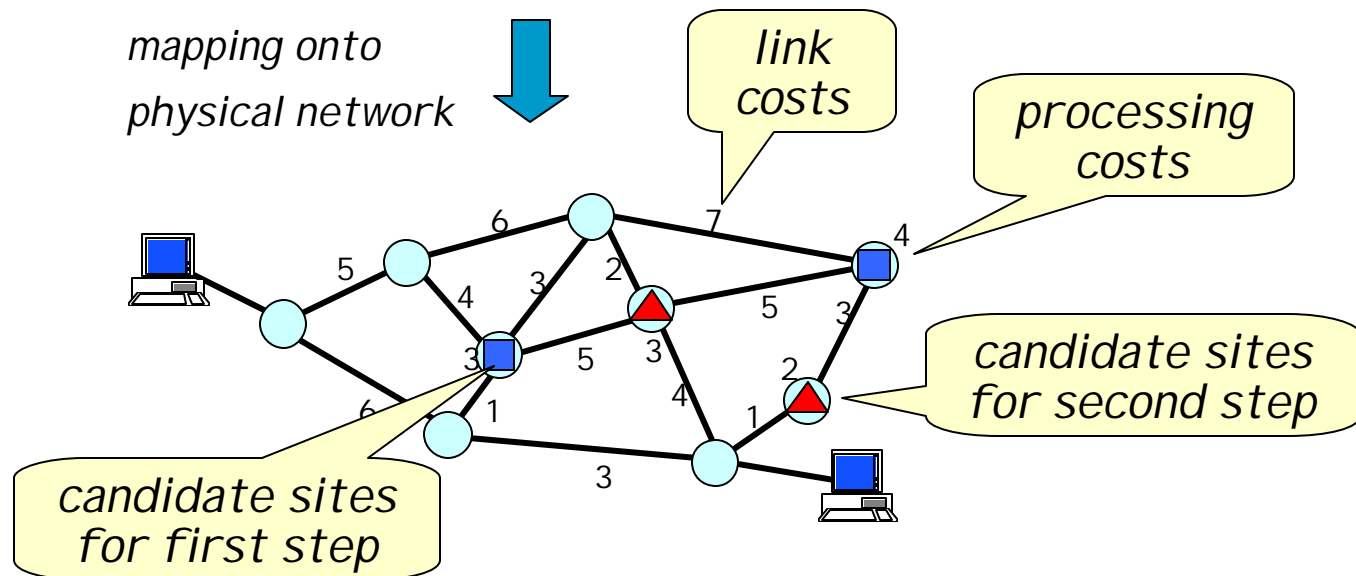 mapping onto
physical network
link
costs
processing
costs
6
7
4
5
3
2
4
5
3
3
5
3
2
candidate sites
for second step
6
1
4
1
3
candidate sites
for first step